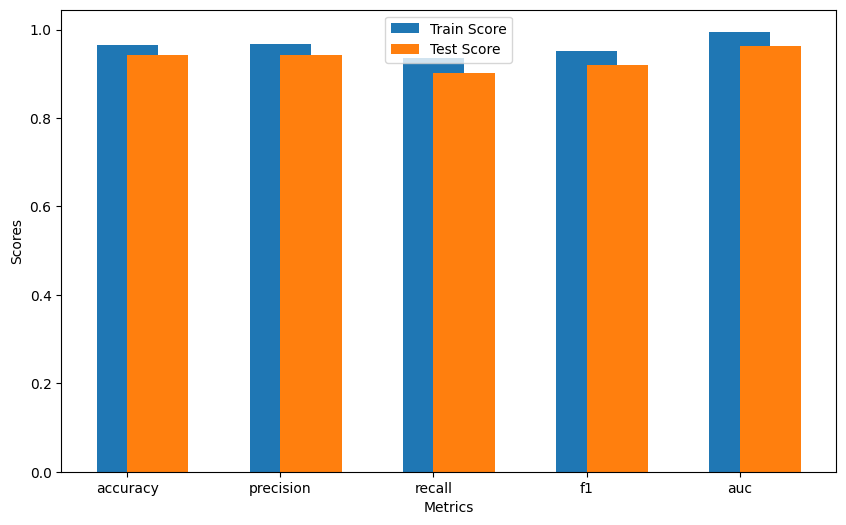 Train Score
Test Score
1.0
0.8
0.6
0.4
0.2
0.0
Scores
accuracy precision recall f1 auc
Metrics